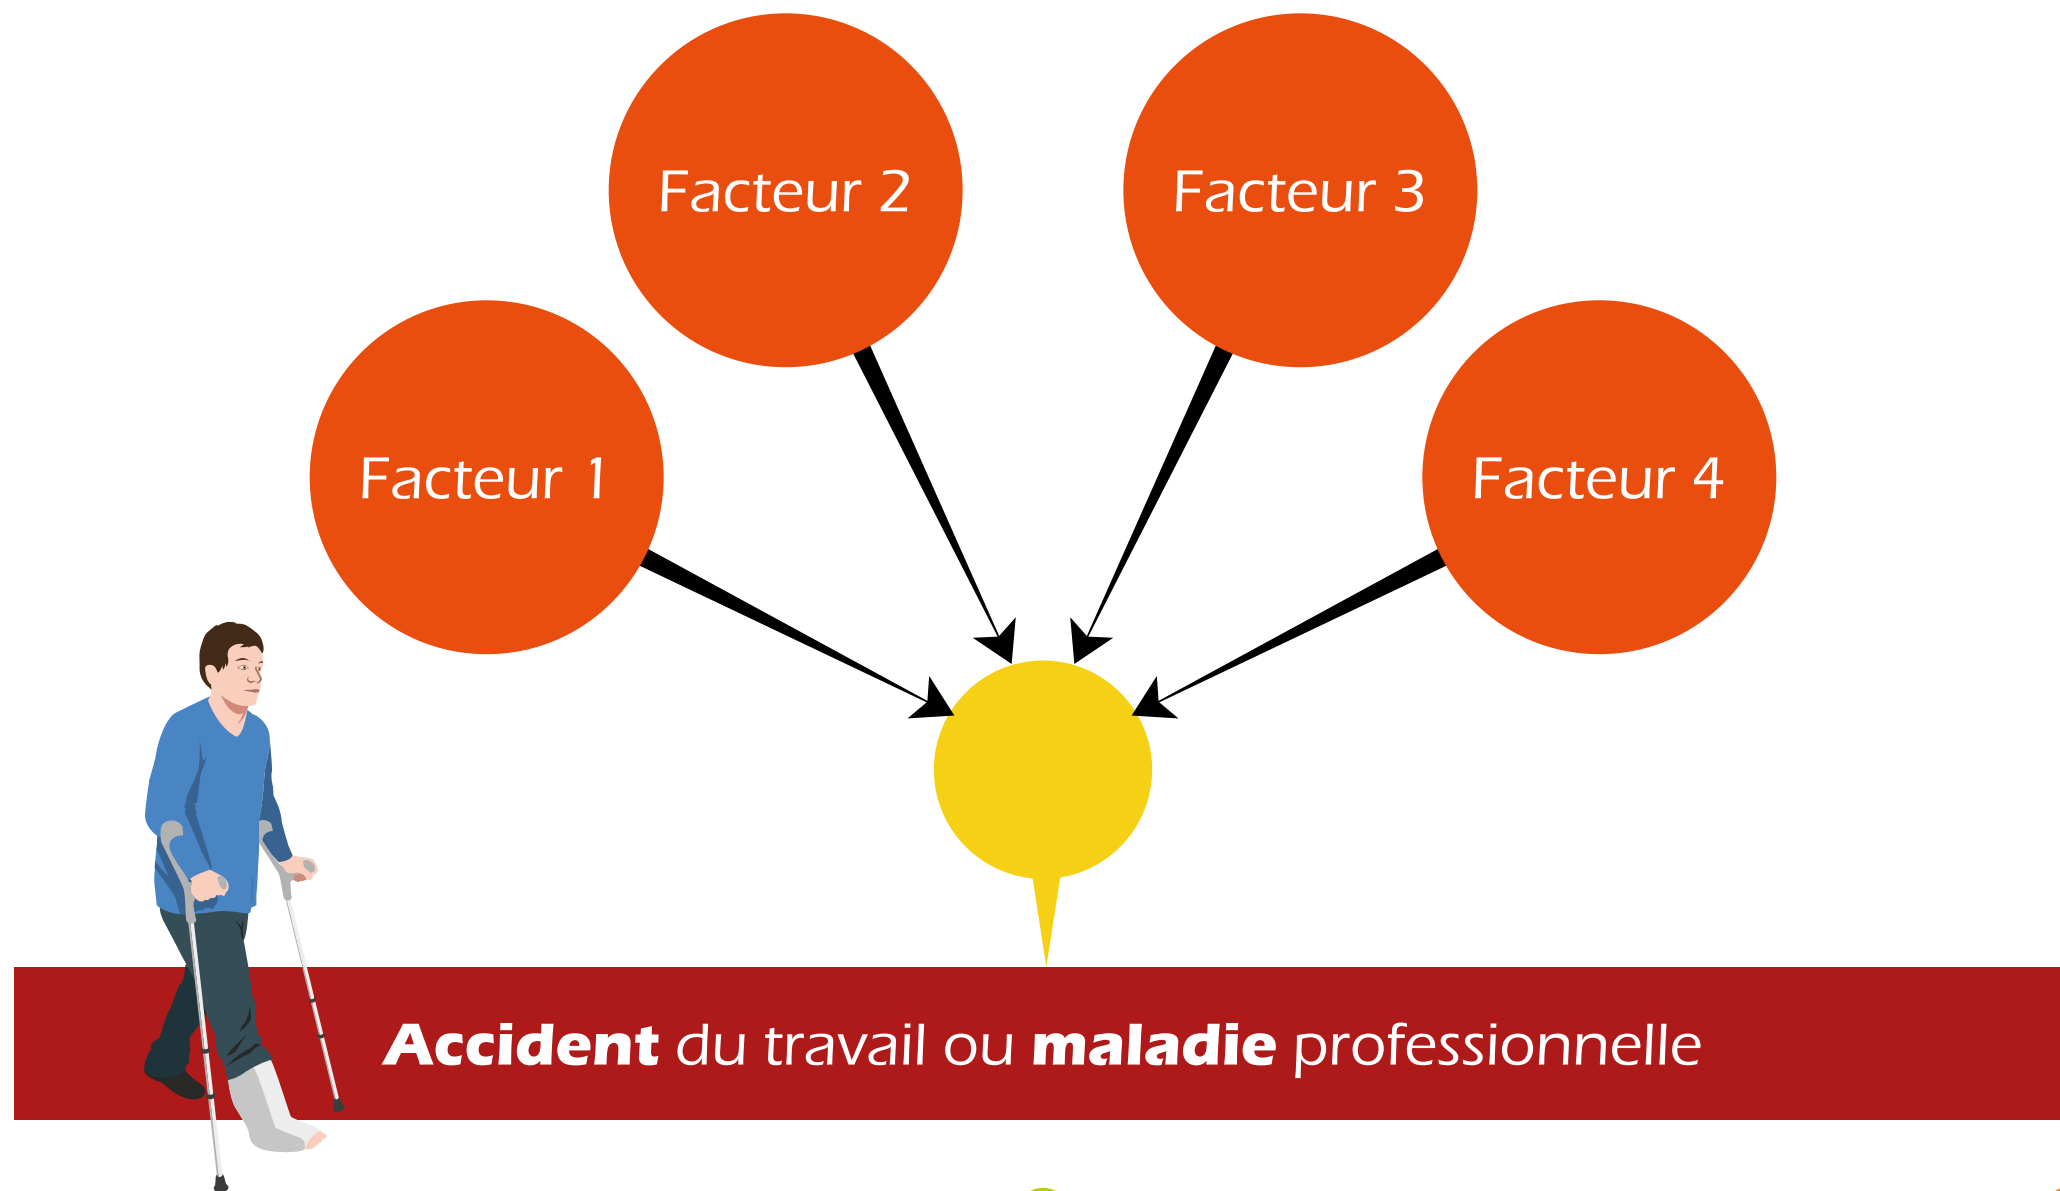 Facteur 2
Facteur 3
Facteur 1
Facteur 4
Accident du travail ou maladie professionnelle